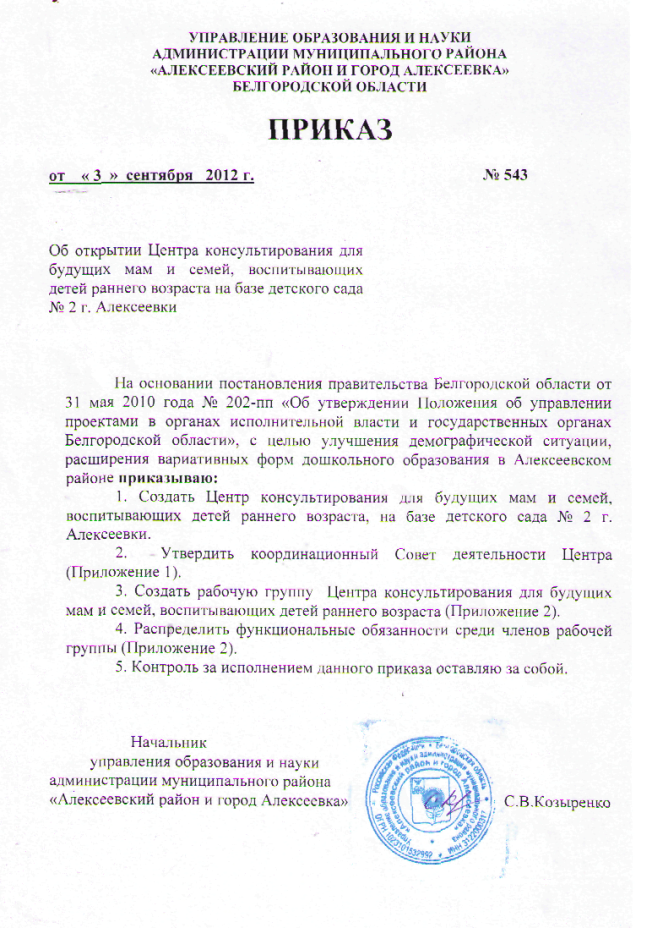 УПРАВЛЕНИЕ ОБРАЗОВАНИЯ И НАУКИ
АДМИНИСТРАЦИИ МУНИЦИПАЛЬНОГО РАЙОНА
«АЛЕКСЕЕВСКИЙ РАЙОН И ГОРОД АЛЕКСЕЕВКА»
БЕЛГОРОДСКОЙ ОБЛАСТИ
ПРИКАЗ
от « 3 » сентября 2012 г. № 543
Об открытии Центра консультирования для
будущих мам и семей, воспитывающих
детей раннего возраста на базе детского сада
№ 2 г. Алексеевки
На основании постановления правительства Белгородской области от
31 мая 2010 года № 202-пп «Об утверждении Положения об управлении
проектами в органах исполнительной власти и государственных органах
Белгородской области», с целью улучшения демографической ситуации,
расширения вариативных форм дошкольного образования в Алексеевском
районе приказываю:
1. Создать Центр консультирования для будущих мам и семей,
воспитывающих детей раннего возраста, на базе детского сада № 2 г.
Алексеевки.
2. Утвердить координационный Совет деятельности Центра
(Приложение 1).
3. Создать рабочую группу Центра консультирования для будущих
мам и семей, воспитывающих детей раннего возраста (Приложение 2).
4. Распределить функциональные обязанности среди членов рабочей
группы (Приложение 2).
5. Контроль за исполнением данного приказа оставляю за собой.
Начальник
управления образования и науки
администрации муниципального района
«Алексеевский район и город Алексеевка» С.В.Козыренко